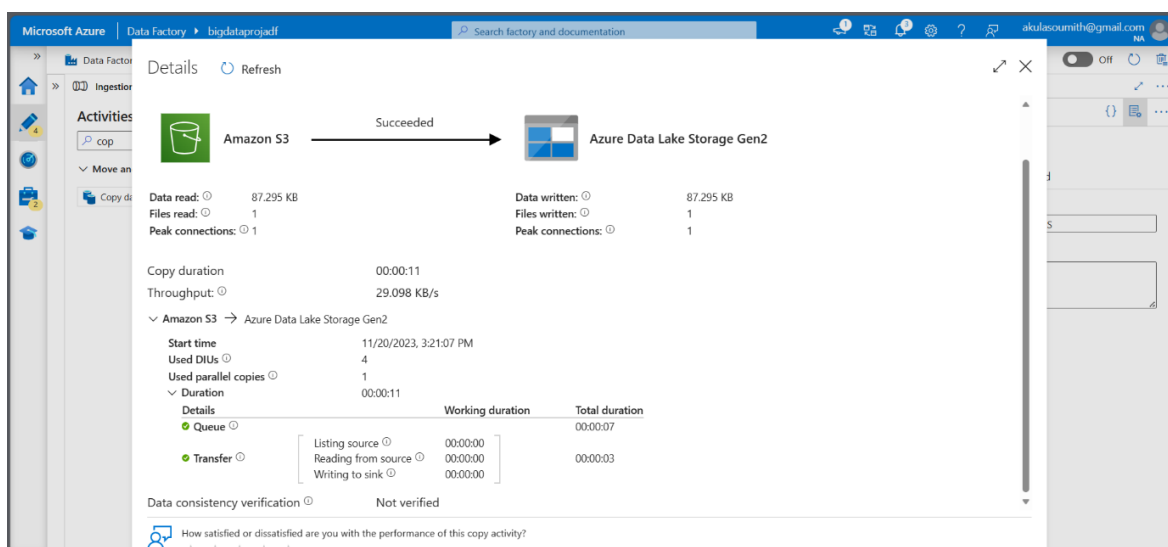 Microsoft Azure | Data Factory ▸ bigdataprojadf
Search factory and documentation
1
3
akulasoumith@gmail.com
NA
Data Factor
Off
Ingestion
Activities
cop
Move an
Copy da
4
2
Details Refresh
Amazon S3 Succeeded Azure Data Lake Storage Gen2
Data read: 87.295 KB Data written: 87.295 KB
Files read: 1 Files written: 1
Peak connections: 1 Peak connections: 1
Copy duration 00:00:11
Throughput: 29.098 KB/s
Amazon S3 → Azure Data Lake Storage Gen2
Start time 11/20/2023, 3:21:07 PM
Used DIUs 4
Used parallel copies 1
Duration 00:00:11
Details Working duration Total duration
Queue 00:00:07
Listing source 00:00:00
Transfer Reading from source 00:00:00 00:00:03
Writing to sink 00:00:00
Data consistency verification Not verified
How satisfied or dissatisfied are you with the performance of this copy activity?